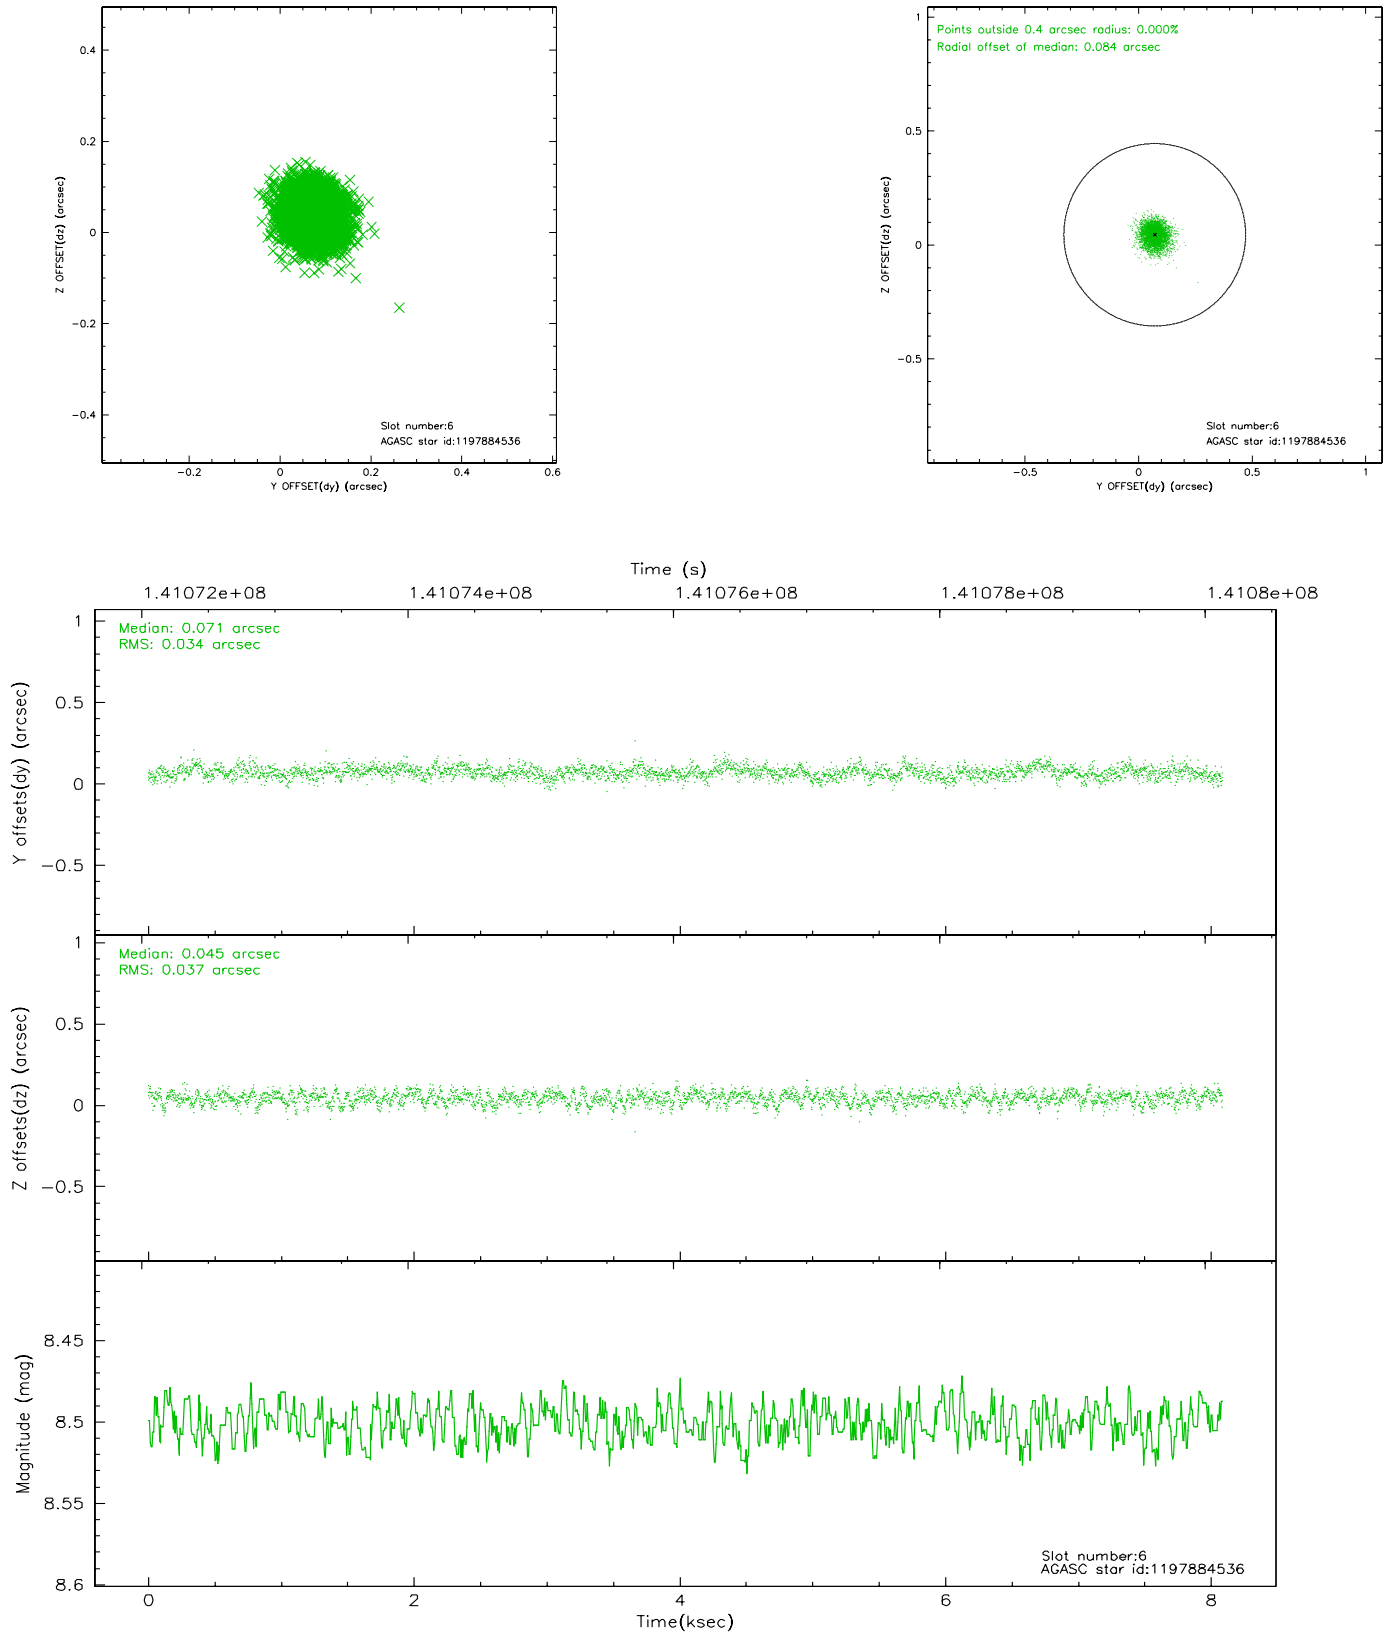 0.4
0.2
0
−0.2
−0.4
Z OFFSET(dz) (arcsec)
Slot number:6
AGASC star id:1197884536
−0.2 0 0.2 0.4 0.6
Y OFFSET(dy) (arcsec)
Points outside 0.4 arcsec radius: 0.000%
Radial offset of median: 0.084 arcsec
1
0.5
0
−0.5
Z OFFSET(dz) (arcsec)
Slot number:6
AGASC star id:1197884536
−0.5 0 0.5 1
Y OFFSET(dy) (arcsec)
Time (s)
1.41072e+08 1.41074e+08 1.41076e+08 1.41078e+08 1.4108e+08
Median: 0.071 arcsec
RMS: 0.034 arcsec
1
0.5
0
−0.5
Y offsets(dy) (arcsec)
Median: 0.045 arcsec
RMS: 0.037 arcsec
1
0.5
0
−0.5
Z offsets(dz) (arcsec)
8.45
8.5
8.55
8.6
Magnitude (mag)
Slot number:6
AGASC star id:1197884536
0 2 4 6 8
Time(ksec)